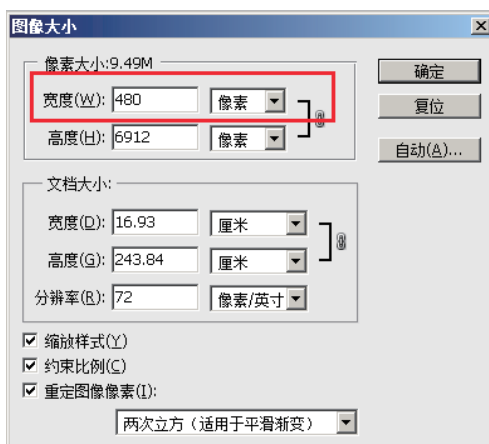 图像大小
像素大小:9.49M
确定
宽度(W): 480 像素
复位
高度(H): 6912 像素
自动(A)...
文档大小:
宽度(D): 16.93 厘米
高度(G): 243.84 厘米
分辨率(R): 72 像素/英寸
缩放样式(Y)
约束比例(C)
重定图像像素(I):
两次立方（适用于平滑渐变）